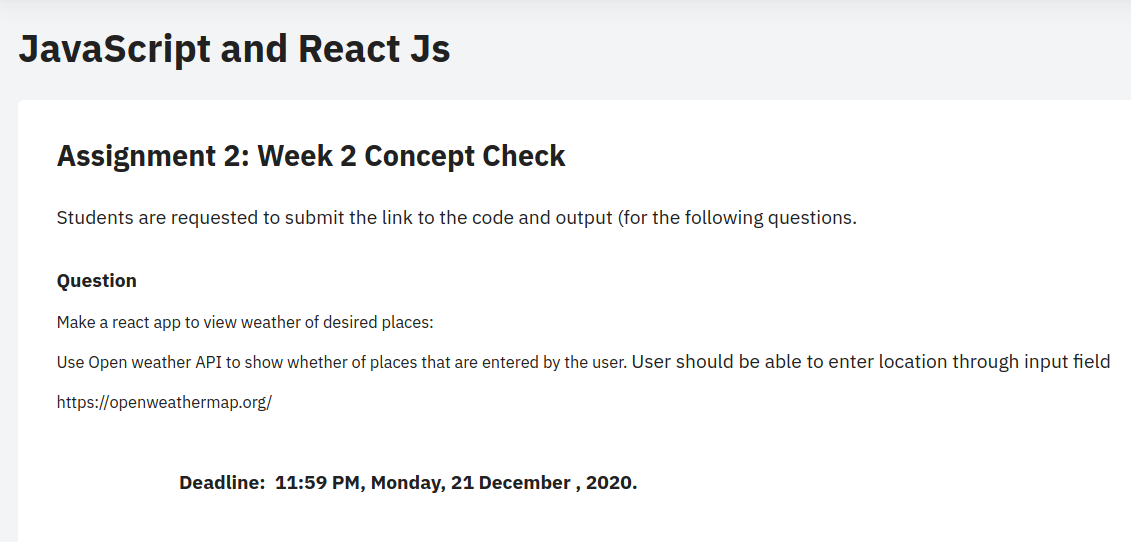 JavaScript and React Js
Assignment 2: Week 2 Concept Check
Students are requested to submit the link to the code and output (for the following questions.
Question
Make a react app to view weather of desired places:
Use Open weather API to show whether of places that are entered by the user. User should be able to enter location through input field
https://openweathermap.org/
Deadline:  11:59 PM, Monday, 21 December , 2020.